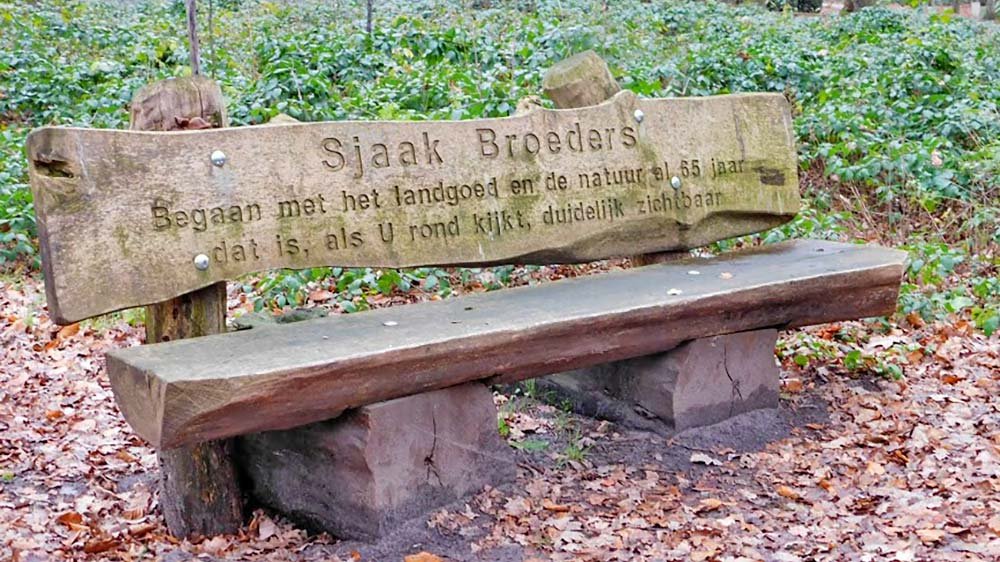 Sjaak Broeders
Begaan met het landgoed en de natuur al 65 jaar
dat is, als U rond kijkt, duidelijk zichtbaar